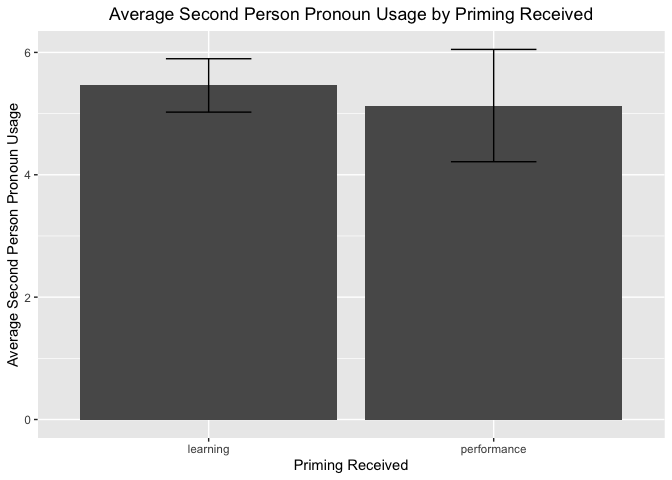 Average Second Person Pronoun Usage by Priming Received
Average Second Person Pronoun Usage
6
4
2
0
learning
performance
Priming Received